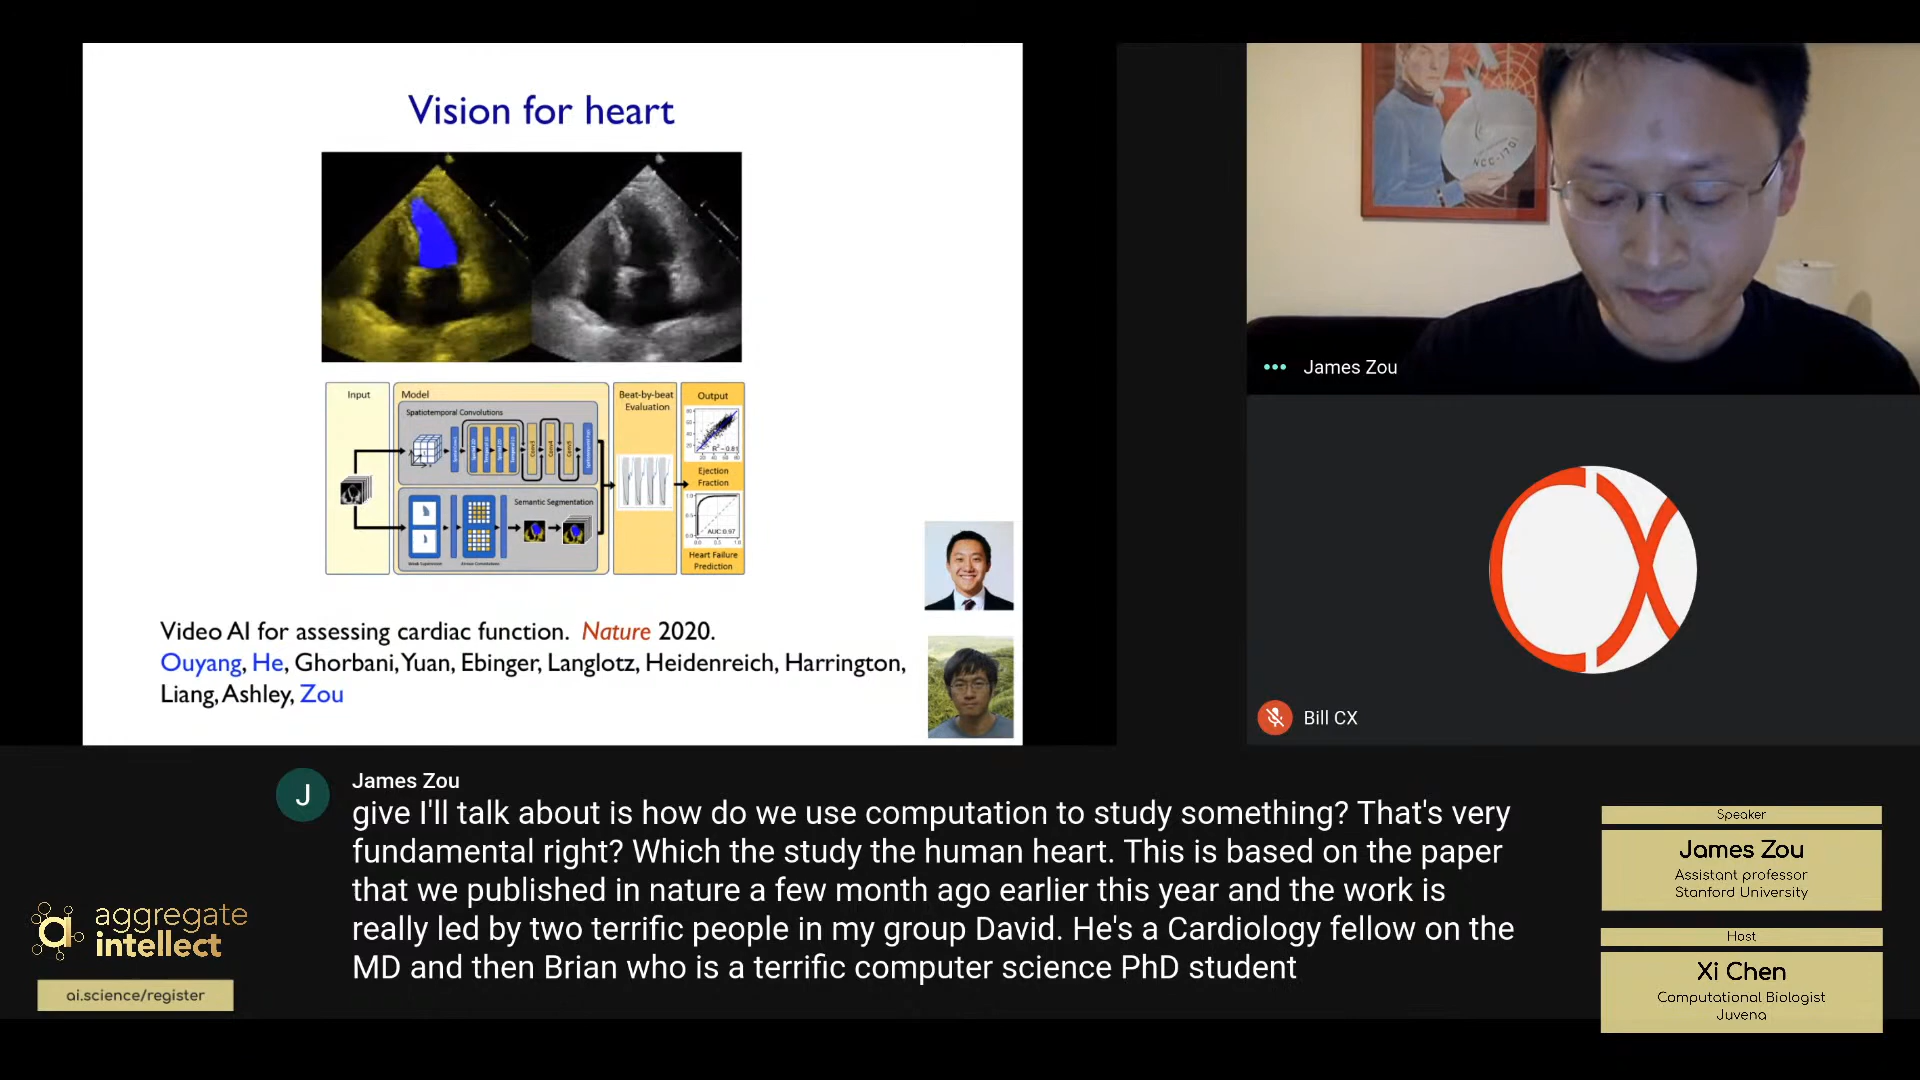 Vision for heart
Input
Model
Spatiotemporal Convolutions
Semantic Segmentation
Beat-by-beat
Evaluation
Output
Ejection
Fraction
AUC:0.97
Heart Failure
Prediction
Video AI for assessing cardiac function. Nature 2020.
Ouyang, He, Ghorbani, Yuan, Ebinger, Langlotz, Heidenreich, Harrington,
Liang, Ashley, Zou
NCC-1701
James Zou
Bill CX
J
James Zou
give I'll talk about is how do we use computation to study something? That's very
fundamental right? Which the study the human heart. This is based on the paper
that we published in nature a few month ago earlier this year and the work is
really led by two terrific people in my group David. He's a Cardiology fellow on the
MD and then Brian who is a terrific computer science PhD student
aggregate
intellect
ai.science/register
Speaker
James Zou
Assistant professor
Stanford University
Host
Xi Chen
Computational Biologist
Juvena